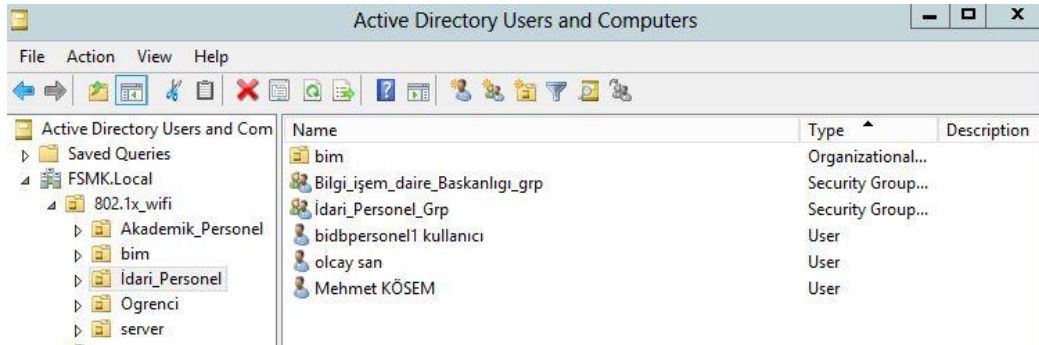 Active Directory Users and Computers
File Action View Help
Active Directory Users and Com
Saved Queries
FSMK.Local
802.1x_wifi
Akademik_Personel
bim
İdari_Personel
Ogrenci
server
Name Type Description
bim Organizational...
Bilgi_işem_daire_Baskanlıgı_grp Security Group...
İdari_Personel_Grp Security Group...
bidbpersonel1 kullanıcı User
olcay san User
Mehmet KÖSEM User